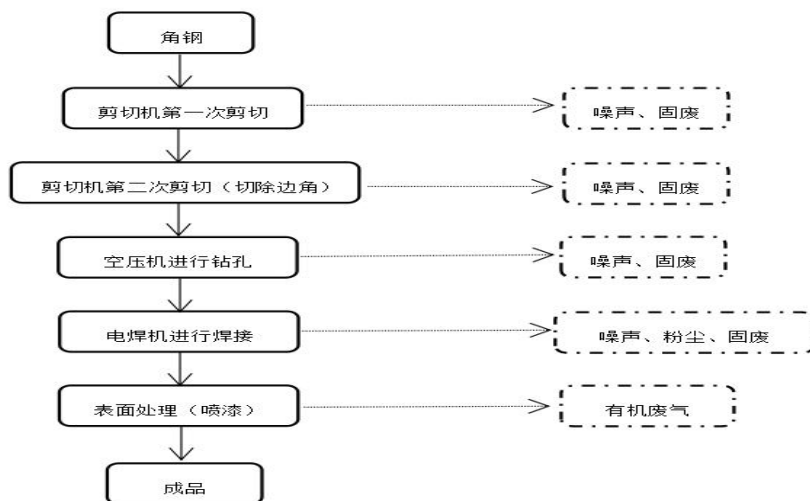 角钢
剪切机第一次剪切
噪声、固废
剪切机第二次剪切（切除边角）
噪声、固废
空压机进行钻孔
噪声、固废
电焊机进行焊接
噪声、粉尘、固废
表面处理（喷漆）
有机废气
成品